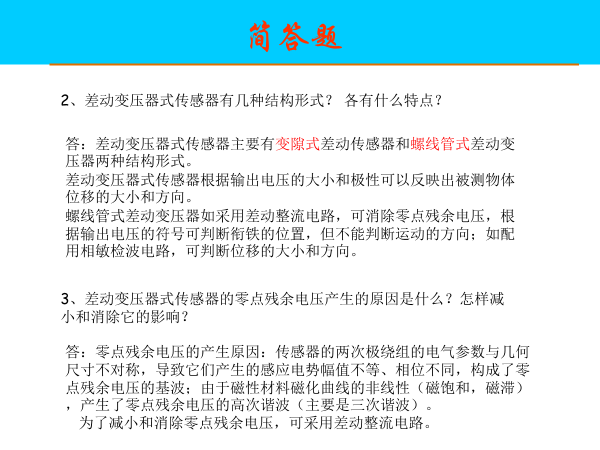 简答题
2、差动变压器式传感器有几种结构形式？ 各有什么特点？
答：差动变压器式传感器主要有变隙式差动传感器和螺线管式差动变
压器两种结构形式。
差动变压器式传感器根据输出电压的大小和极性可以反映出被测物体
位移的大小和方向。
螺线管式差动变压器如采用差动整流电路，可消除零点残余电压，根
据输出电压的符号可判断衔铁的位置，但不能判断运动的方向；如配
用相敏检波电路，可判断位移的大小和方向。
3、差动变压器式传感器的零点残余电压产生的原因是什么？怎样减
小和消除它的影响？
答：零点残余电压的产生原因：传感器的两次极绕组的电气参数与几何
尺寸不对称，导致它们产生的感应电势幅值不等、相位不同，构成了零
点残余电压的基波；由于磁性材料磁化曲线的非线性（磁饱和，磁滞）
，产生了零点残余电压的高次谐波（主要是三次谐波）。
为了减小和消除零点残余电压，可采用差动整流电路。